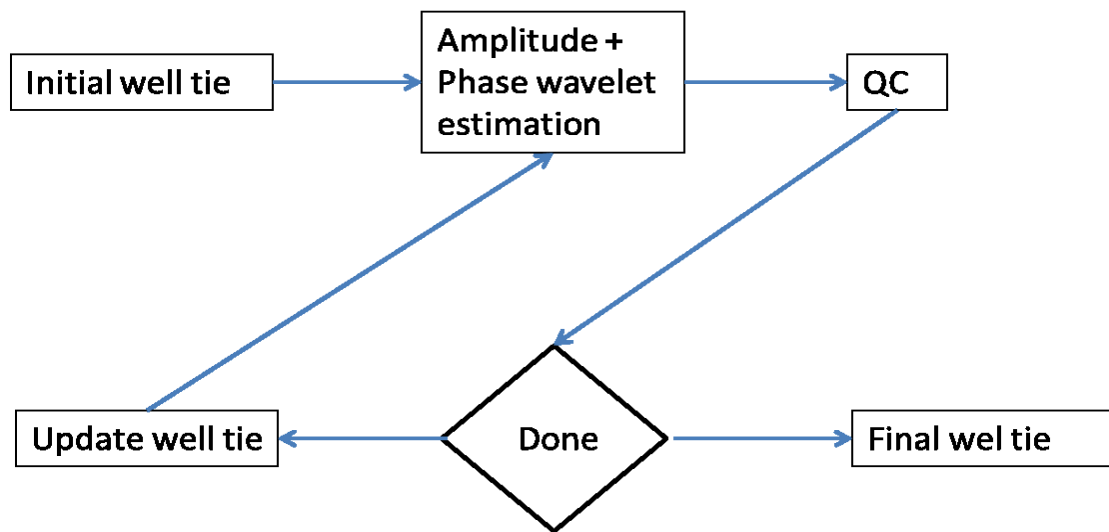 Initial well tie
Amplitude +
Phase wavelet
estimation
QC
Update well tie
Done
Final wel tie